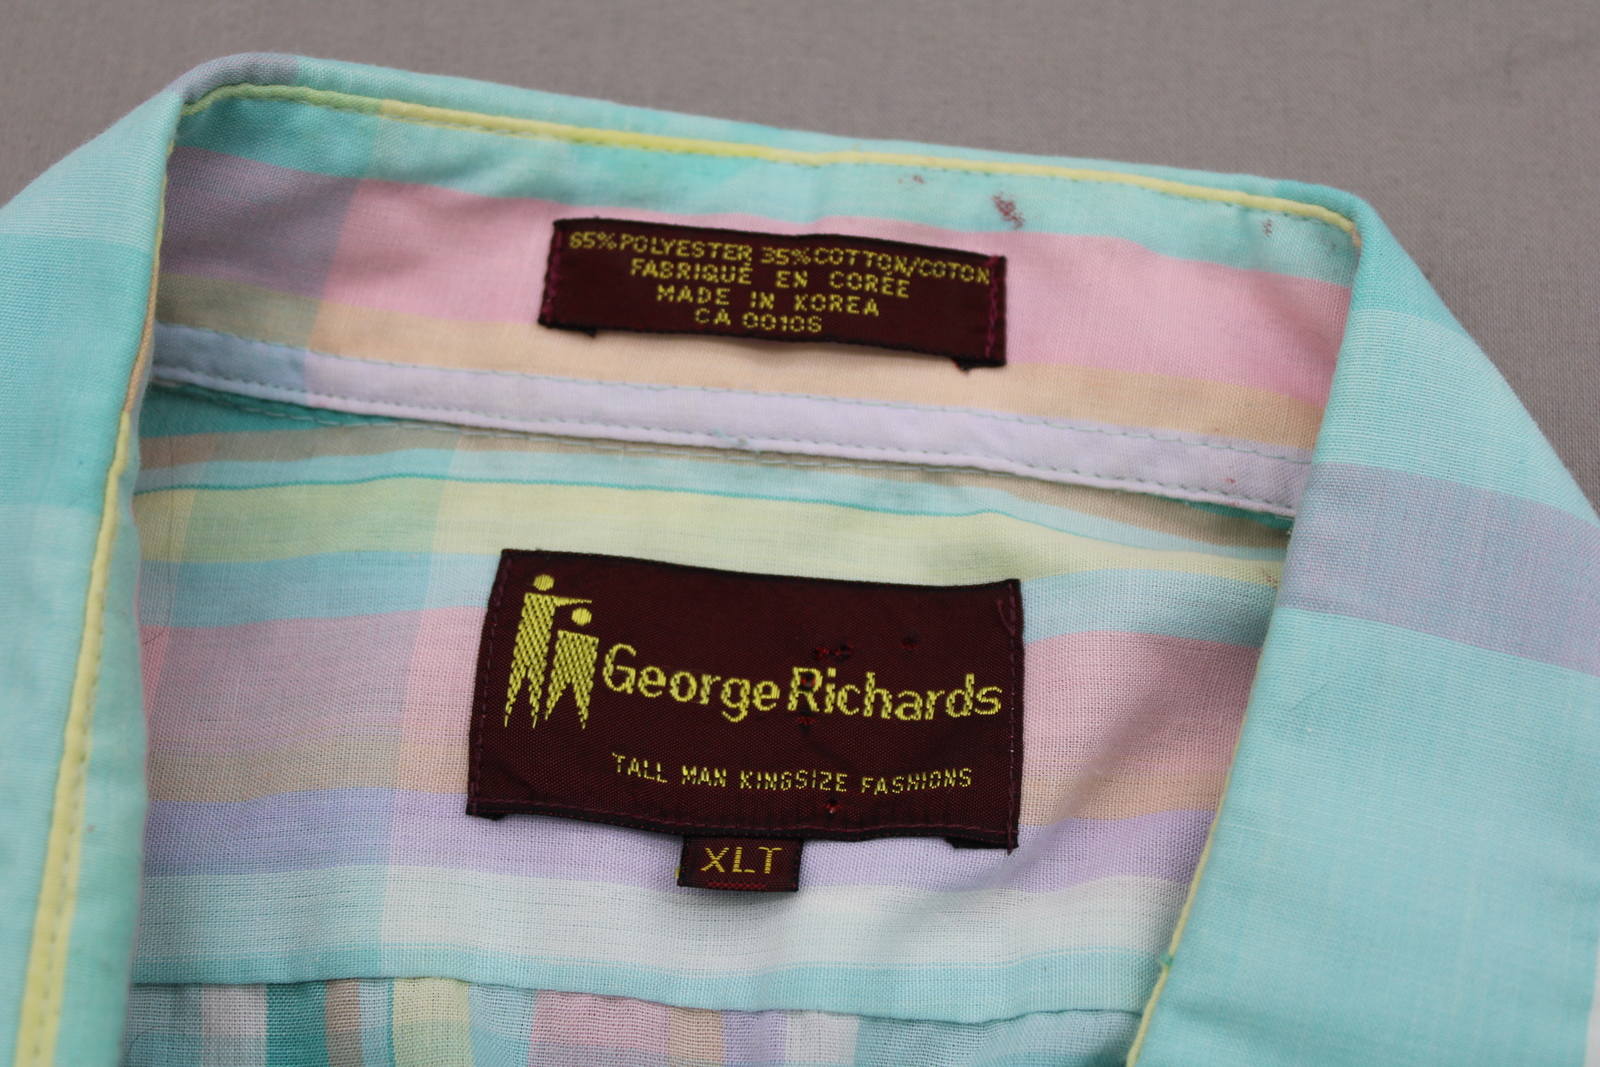 65% POLYESTER 35% COTTON/COTON
FABRIQUÉ EN CORÉE
MADE IN KOREA
CA 00106
George Richards
TALL MAN KINGSIZE FASHIONS
XLT